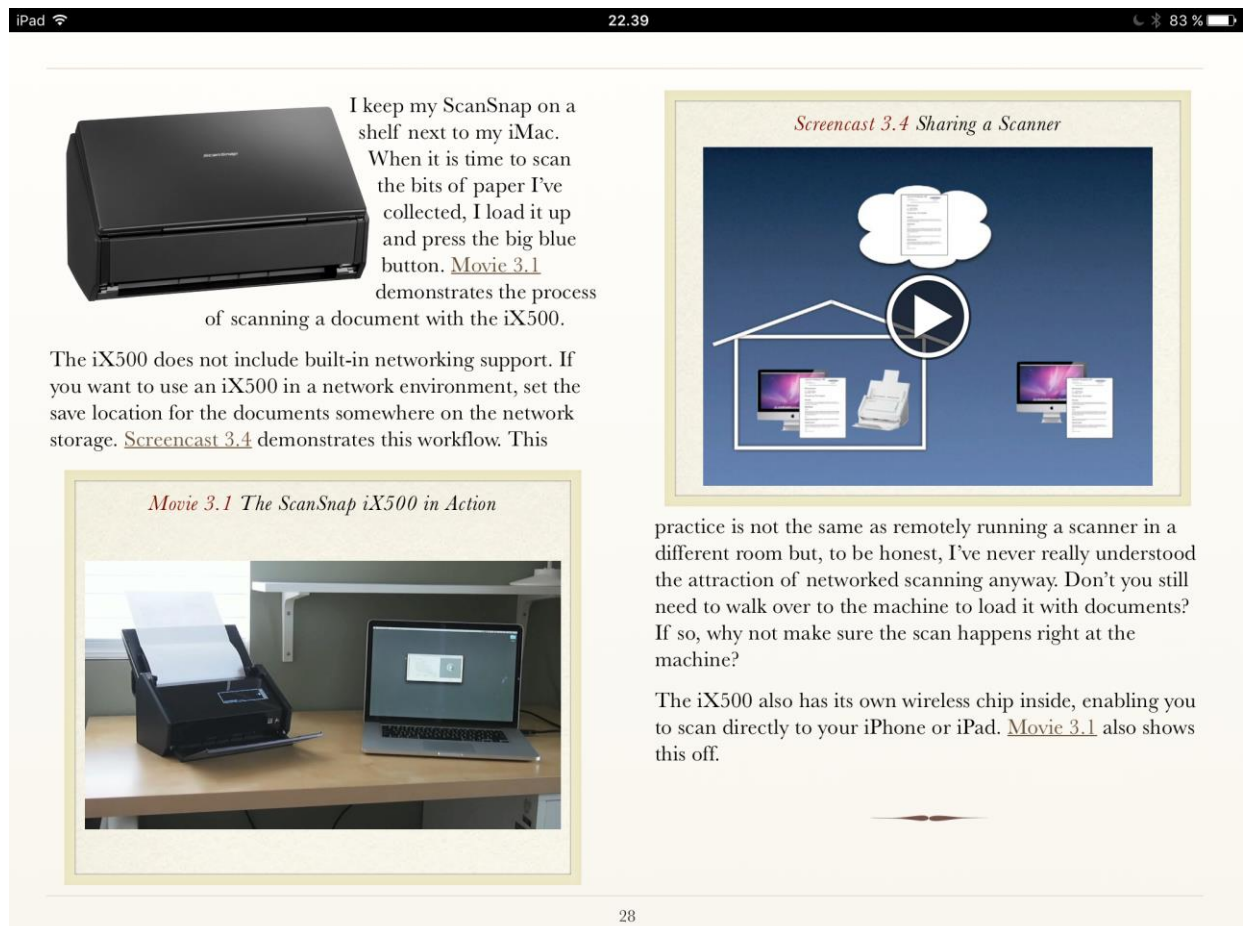 iPad
22.39
83 %
ScanSnap
I keep my ScanSnap on a
shelf next to my iMac.
When it is time to scan
the bits of paper I've
collected, I load it up
and press the big blue
button. Movie 3.1
demonstrates the process
of scanning a document with the iX500.
The iX500 does not include built-in networking support. If
you want to use an iX500 in a network environment, set the
save location for the documents somewhere on the network
storage. Screencast 3.4 demonstrates this workflow. This
Movie 3.1 The ScanSnap iX500 in Action
Screencast 3.4 Sharing a Scanner
practice is not the same as remotely running a scanner in a
different room but, to be honest, I've never really understood
the attraction of networked scanning anyway. Don't you still
need to walk over to the machine to load it with documents?
If so, why not make sure the scan happens right at the
machine?
The iX500 also has its own wireless chip inside, enabling you
to scan directly to your iPhone or iPad. Movie 3.1 also shows
this off.
28